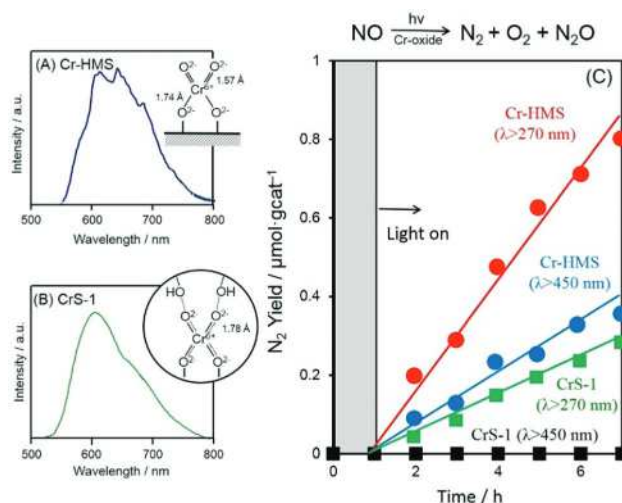 NO hν Cr-oxide N₂ + O₂ + N₂O
(A) Cr-HMS
O²⁻ O²⁻
1.57 Å
Cr⁶⁺
1.74 Å
O²⁻ O²⁻
Intensity / a.u.
500 600 700 800
Wavelength / nm
(B) CrS-1
HO OH
O²⁻ O²⁻
1.78 Å
Cr⁶⁺
O²⁻ O²⁻
Intensity / a.u.
500 600 700 800
Wavelength / nm
(C)
N₂ Yield / μmol·gcat⁻¹
1
0.8
0.6
0.4
0.2
0
Cr-HMS
(λ>270 nm)
Light on
Cr-HMS
(λ>450 nm)
CrS-1
(λ>270 nm)
CrS-1 (λ>450 nm)
0 2 4 6
Time / h